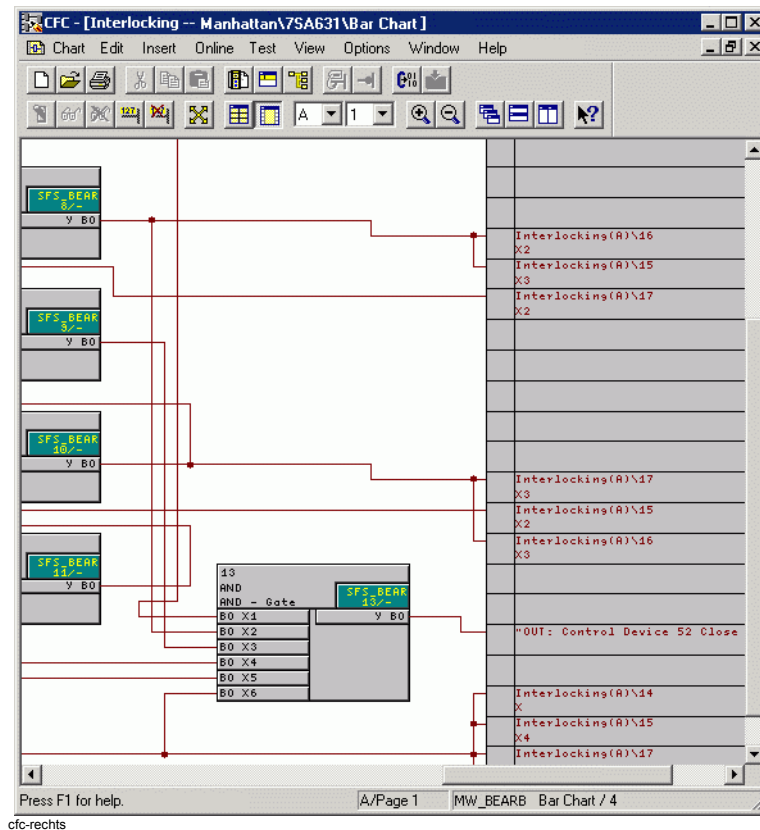 CFC - [Interlocking -- Manhattan\7SA631\Bar Chart]
Chart Edit Insert Online Test View Options Window Help
A 1
SFS_BEAR
8/-
Y BO
Interlocking(A)\16
X2
Interlocking(A)\15
X3
Interlocking(A)\17
X2
SFS_BEAR
9/-
Y BO
SFS_BEAR
10/-
Y BO
Interlocking(A)\17
X3
Interlocking(A)\15
X2
Interlocking(A)\16
X3
SFS_BEAR
11/-
Y BO
13
AND
AND - Gate
SFS_BEAR
13/-
BO X1
Y BO
BO X2
BO X3
BO X4
BO X5
BO X6
"OUT: Control Device 52 Close
Interlocking(A)\14
X
Interlocking(A)\15
X4
Interlocking(A)\17
Press F1 for help.
A/Page 1
MW_BEARB Bar Chart / 4
cfc-rechts